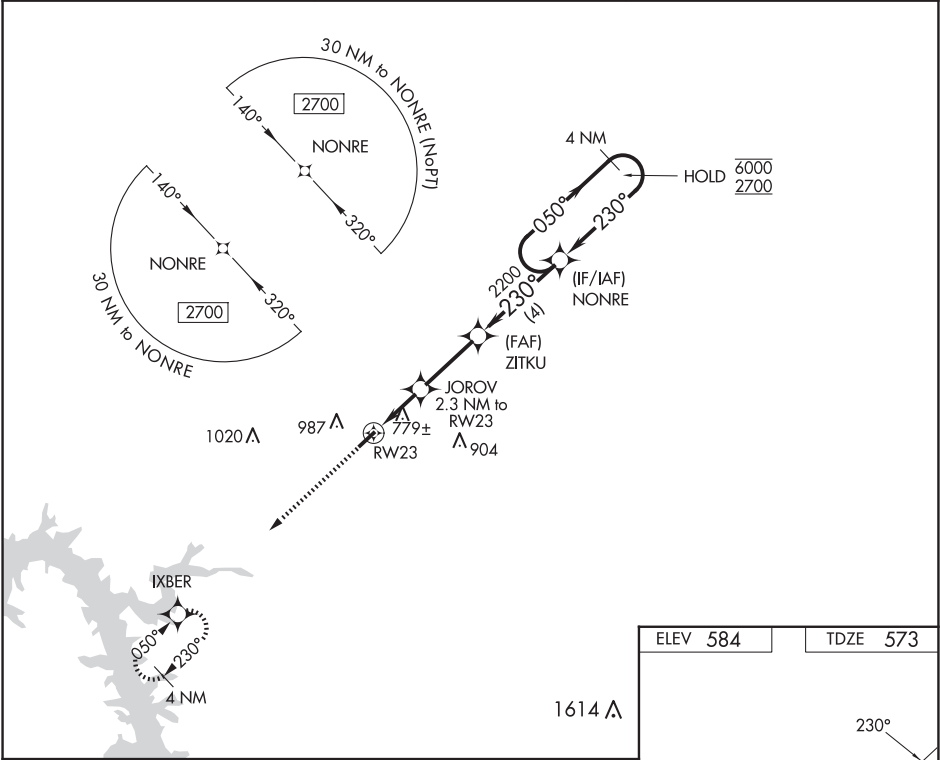 30 NM to NONRE (NoPT)
2700
140°
NONRE
320°
140°
NONRE
2700
320°
30 NM to NONRE
4 NM
HOLD 6000
2700
050°
230°
(IF/IAF)
NONRE
2200
230°
(4)
(FAF)
ZITKU
JOROV
2.3 NM to
RW23
1020
987
779±
904
RW23
IXBER
050°
230°
4 NM
1614
ELEV 584
TDZE 573
230°